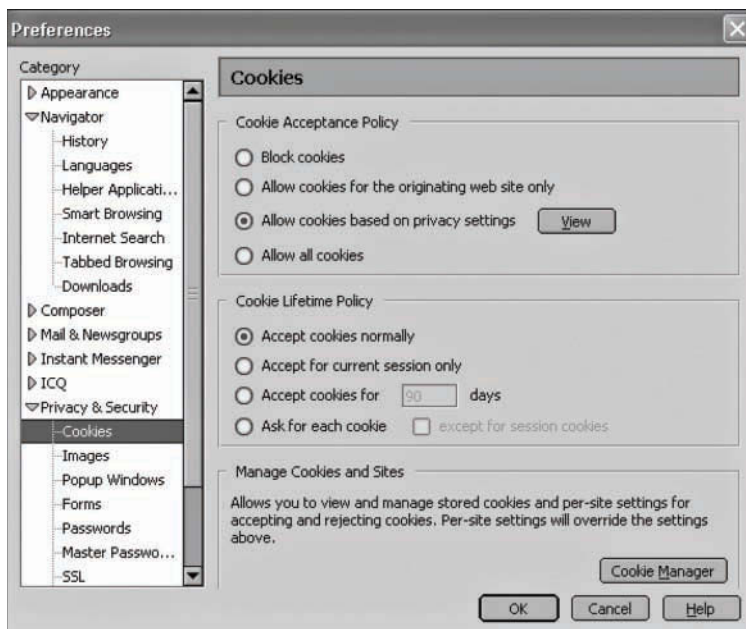 Preferences
Category
Appearance
Navigator
History
Languages
Helper Applicati...
Smart Browsing
Internet Search
Tabbed Browsing
Downloads
Composer
Mail & Newsgroups
Instant Messenger
ICQ
Privacy & Security
Cookies
Images
Popup Windows
Forms
Passwords
Master Passwo...
SSL
Cookies
Cookie Acceptance Policy
Block cookies
Allow cookies for the originating web site only
Allow cookies based on privacy settings View
Allow all cookies
Cookie Lifetime Policy
Accept cookies normally
Accept for current session only
Accept cookies for 90 days
Ask for each cookie except for session cookies
Manage Cookies and Sites
Allows you to view and manage stored cookies and per-site settings for
accepting and rejecting cookies. Per-site settings will override the settings
above.
Cookie Manager
OK Cancel Help